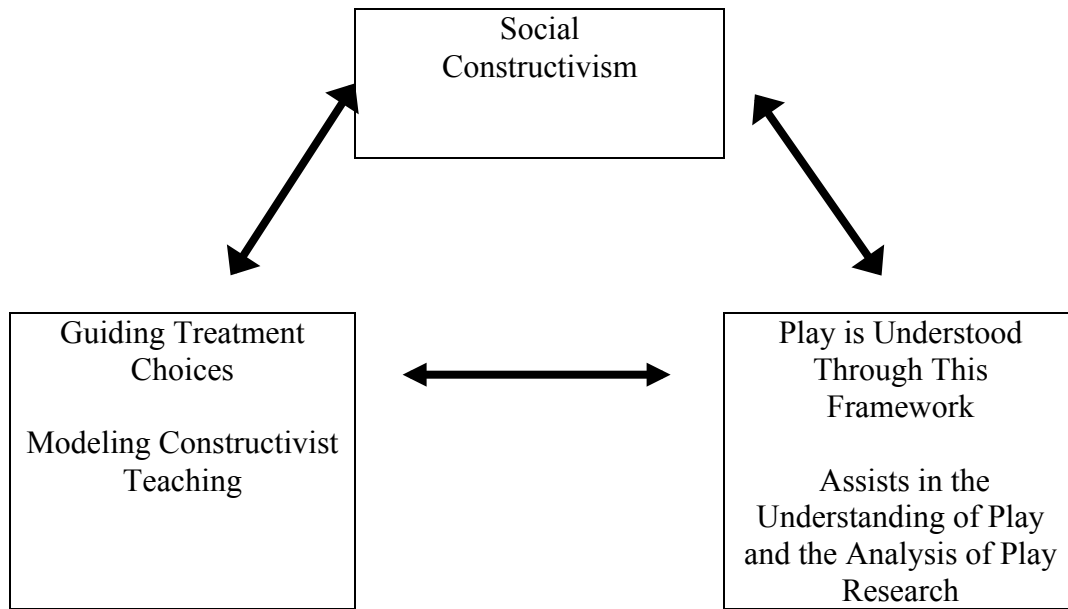 Social
Constructivism
Guiding Treatment
Choices
Modeling Constructivist
Teaching
Play is Understood
Through This
Framework
Assists in the
Understanding of Play
and the Analysis of Play
Research